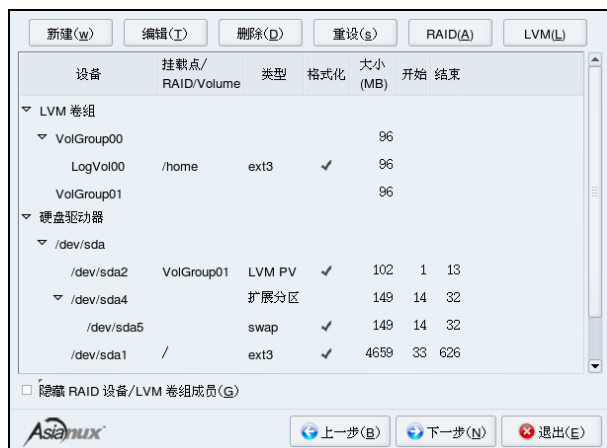 新建(w) 编辑(T) 删除(D) 重设(s) RAID(A) LVM(L)
设备 挂载点/RAID/Volume 类型 格式化 大小(MB) 开始 结束
LVM 卷组
VolGroup00 96
LogVol00 /home ext3 96
VolGroup01 96
硬盘驱动器
/dev/sda
/dev/sda2 VolGroup01 LVM PV 102 1 13
/dev/sda4 扩展分区 149 14 32
/dev/sda5 swap 149 14 32
/dev/sda1 / ext3 4659 33 626
隐藏 RAID 设备/LVM 卷组成员(G)
Asianux 上一步(B) 下一步(N) 退出(E)